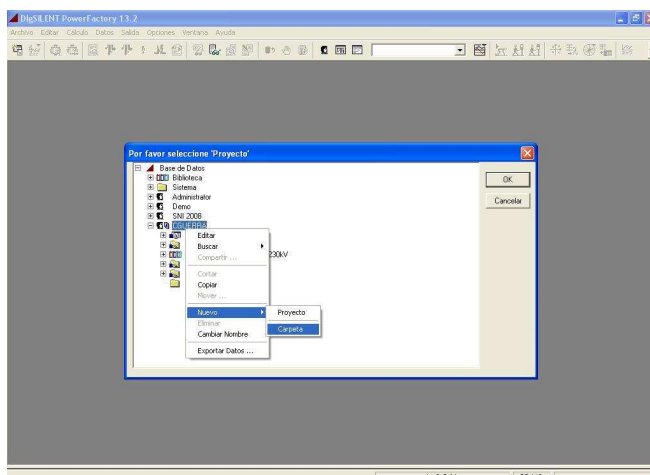 DIgSILENT PowerFactory 13.2
Archivo Editar Cálculo Datos Salida Opciones Ventana Ayuda
Por favor seleccione 'Proyecto'
Base de Datos
Biblioteca
Sistema
Administrator
Demo
SNI 2008
CGUERRA
OK
Cancelar
Editar
Buscar
Compartir ...
230kV
Cortar
Copiar
Mover ...
Nuevo
Proyecto
Carpeta
Eliminar
Cambiar Nombre
Exportar Datos ...